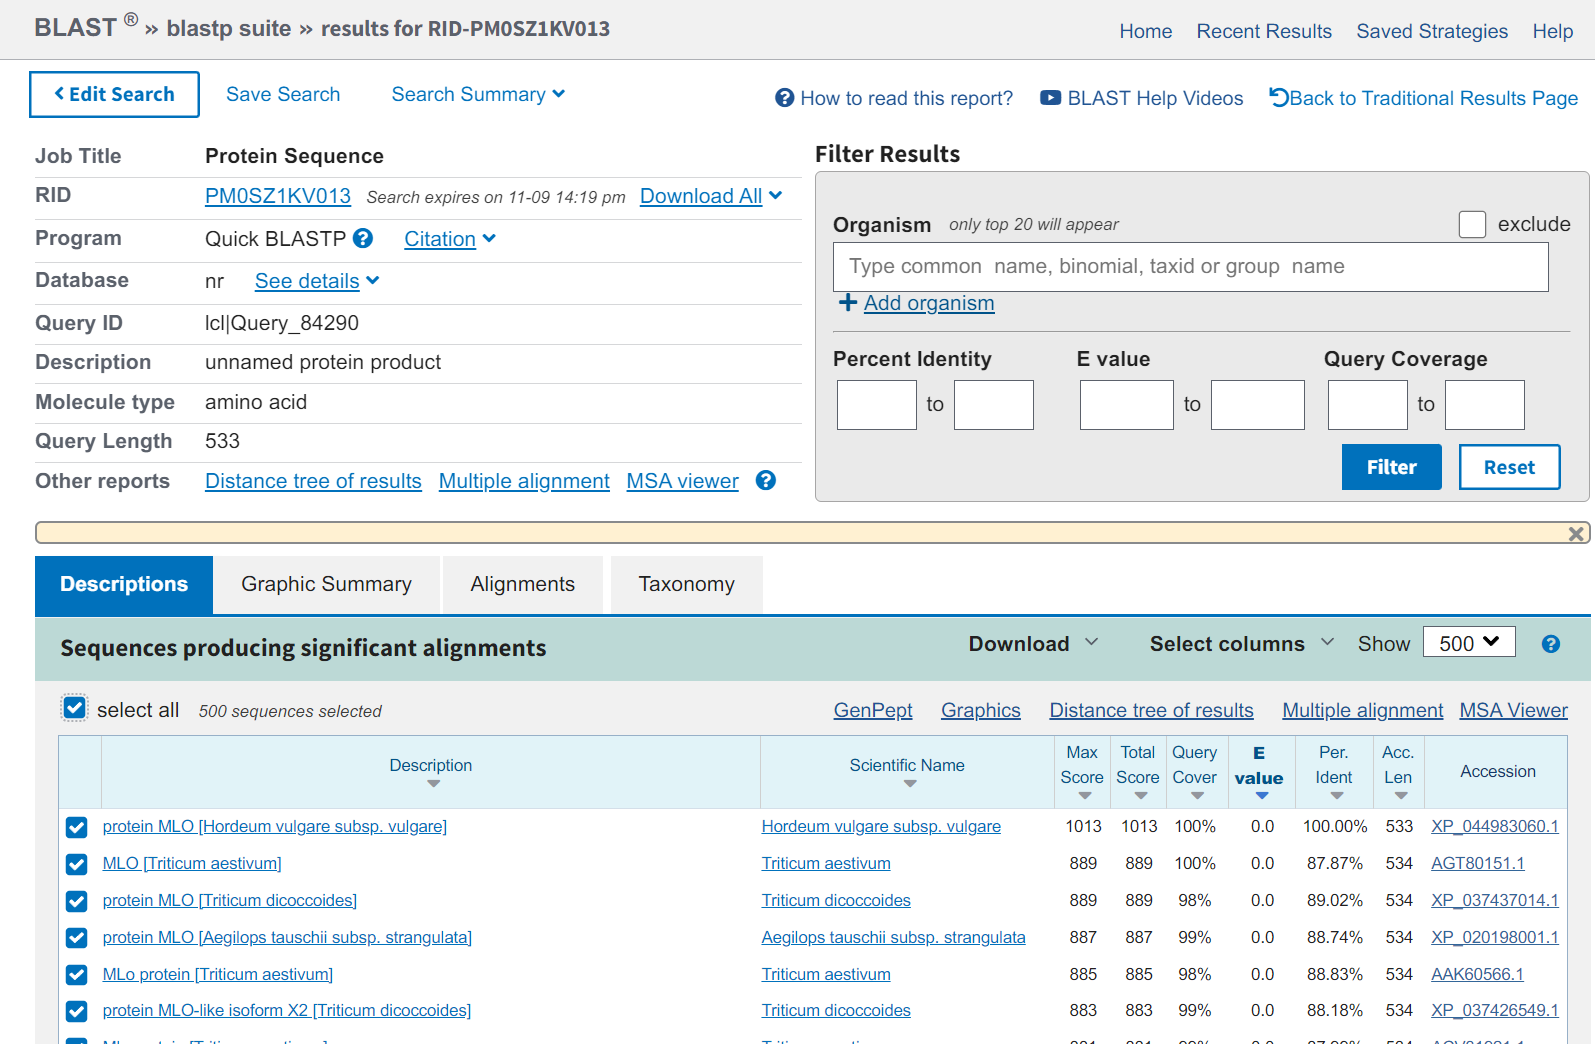 BLAST ® » blastp suite » results for RID-PM0SZ1KV013
Home Recent Results Saved Strategies Help
Edit Search Save Search Search Summary
How to read this report? BLAST Help Videos Back to Traditional Results Page
Job Title Protein Sequence
RID PM0SZ1KV013 Search expires on 11-09 14:19 pm Download All
Program Quick BLASTP Citation
Database nr See details
Query ID lcl|Query_84290
Description unnamed protein product
Molecule type amino acid
Query Length 533
Other reports Distance tree of results Multiple alignment MSA viewer
Filter Results
Organism only top 20 will appear exclude
Type common name, binomial, taxid or group name
Add organism
Percent Identity E value Query Coverage
to to to
Filter Reset
Descriptions Graphic Summary Alignments Taxonomy
Sequences producing significant alignments Download Select columns Show 500
select all 500 sequences selected GenPept Graphics Distance tree of results Multiple alignment MSA Viewer
Description Scientific Name Max Score Total Score Query Cover E value Per. Ident Acc. Len Accession
protein MLO [Hordeum vulgare subsp. vulgare] Hordeum vulgare subsp. vulgare 1013 1013 100% 0.0 100.00% 533 XP_044983060.1
MLO [Triticum aestivum] Triticum aestivum 889 889 100% 0.0 87.87% 534 AGT80151.1
protein MLO [Triticum dicoccoides] Triticum dicoccoides 889 889 98% 0.0 89.02% 534 XP_037437014.1
protein MLO [Aegilops tauschii subsp. strangulata] Aegilops tauschii subsp. strangulata 887 887 99% 0.0 88.74% 534 XP_020198001.1
MLo protein [Triticum aestivum] Triticum aestivum 885 885 98% 0.0 88.83% 534 AAK60566.1
protein MLO-like isoform X2 [Triticum dicoccoides] Triticum dicoccoides 883 883 99% 0.0 88.18% 534 XP_037426549.1